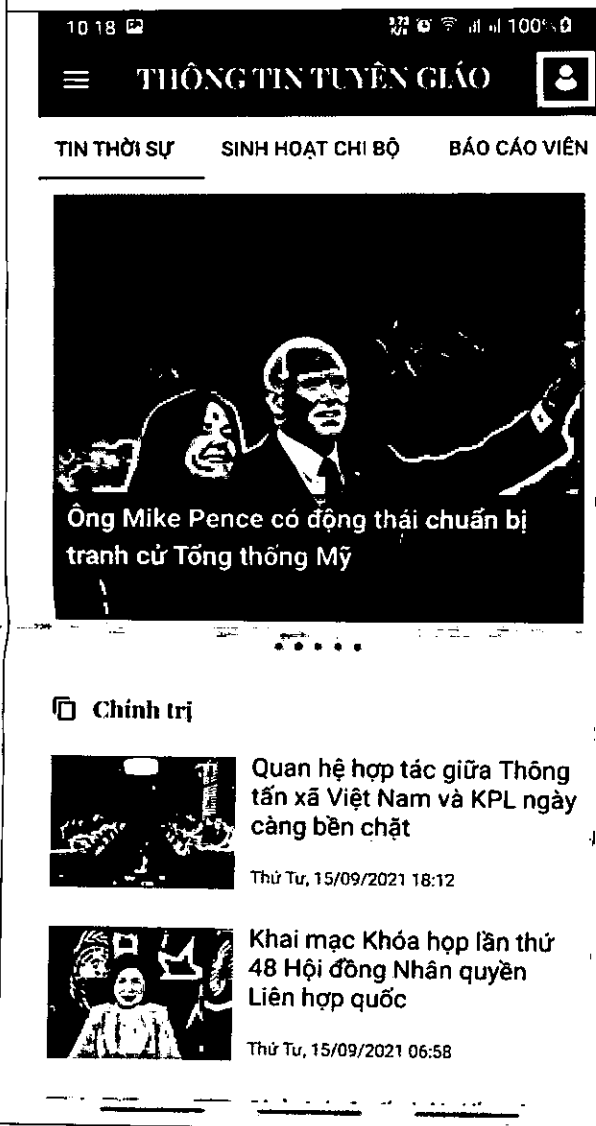 10 18
3,73
K/s
100%
THÔNG TIN TUYÊN GIÁO
TIN THỜI SỰ SINH HOẠT CHI BỘ BÁO CÁO VIÊN
Ông Mike Pence có động thái chuẩn bị
tranh cử Tổng thống Mỹ
Chính trị
Quan hệ hợp tác giữa Thông
tấn xã Việt Nam và KPL ngày
càng bền chặt
Thứ Tư, 15/09/2021 18:12
Khai mạc Khóa họp lần thứ
48 Hội đồng Nhân quyền
Liên hợp quốc
Thứ Tư, 15/09/2021 06:58